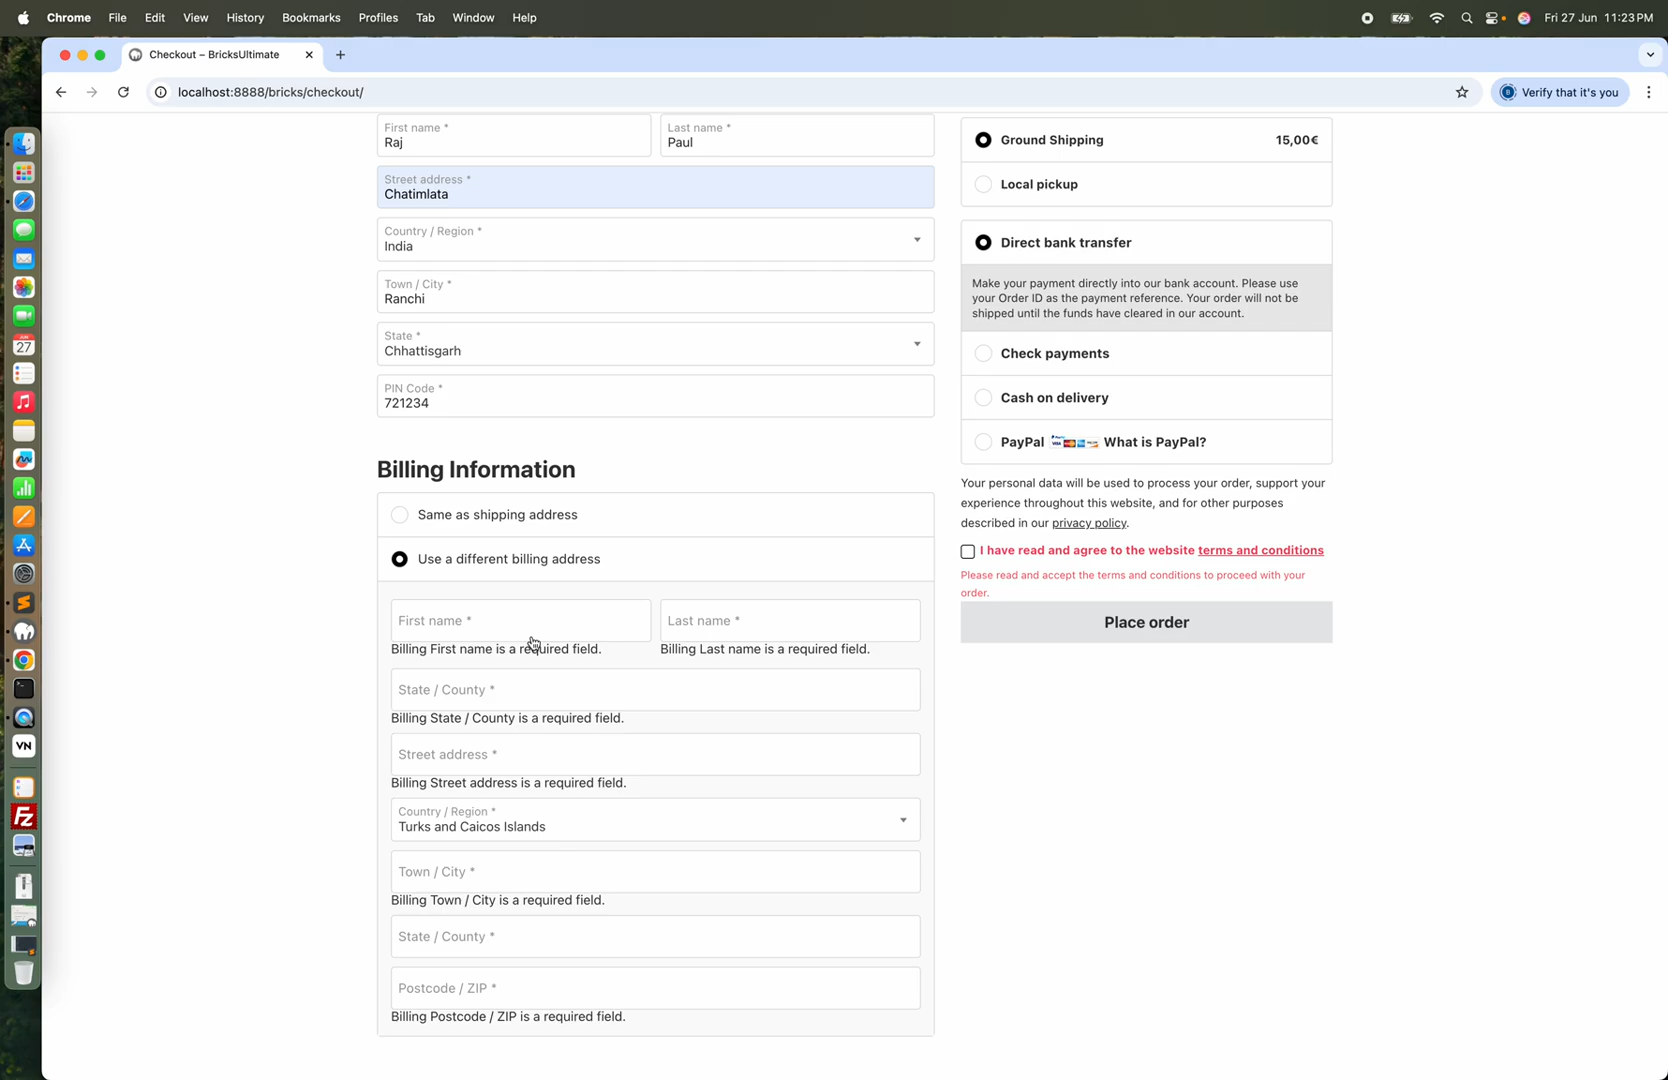 Chrome File Edit View History Bookmarks Profiles Tab Window Help Fri 27 Jun 11:23 PM
Checkout – BricksUltimate
localhost:8888/bricks/checkout/
Verify that it's you
First name *
Raj
Last name *
Paul
Street address *
Chatimlata
Country / Region *
India
Town / City *
Ranchi
State *
Chhattisgarh
PIN Code *
721234
Billing Information
Same as shipping address
Use a different billing address
First name *
Last name *
Billing First name is a required field.
Billing Last name is a required field.
State / County *
Billing State / County is a required field.
Street address *
Billing Street address is a required field.
Country / Region *
Turks and Caicos Islands
Town / City *
Billing Town / City is a required field.
State / County *
Postcode / ZIP *
Billing Postcode / ZIP is a required field.
Ground Shipping 15,00€
Local pickup
Direct bank transfer
Make your payment directly into our bank account. Please use
your Order ID as the payment reference. Your order will not be
shipped until the funds have cleared in our account.
Check payments
Cash on delivery
PayPal What is PayPal?
Your personal data will be used to process your order, support your
experience throughout this website, and for other purposes
described in our privacy policy.
I have read and agree to the website terms and conditions
Please read and accept the terms and conditions to proceed with your
order.
Place order
27
VN
FZ